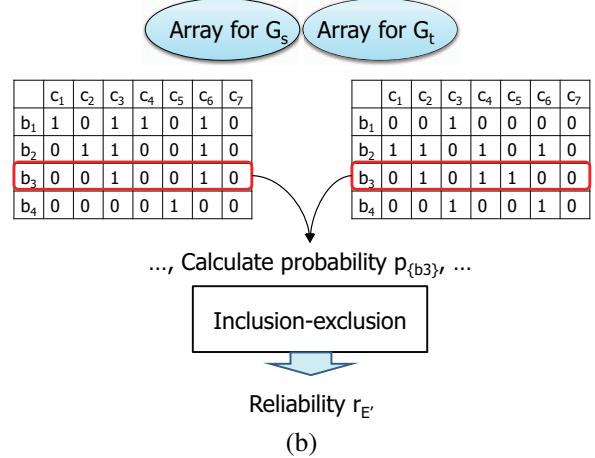 Array for Gs Array for Gt
c1 c2 c3 c4 c5 c6 c7 c1 c2 c3 c4 c5 c6 c7
b1 1 0 1 1 0 1 0 b1 0 0 1 0 0 0 0
b2 0 1 1 0 0 1 0 b2 1 1 0 1 0 1 0
b3 0 0 1 0 0 1 0 b3 0 1 0 1 1 0 0
b4 0 0 0 0 1 0 0 b4 0 0 1 0 0 1 0
..., Calculate probability p{b3}, ...
Inclusion-exclusion
Reliability rE'
(b)